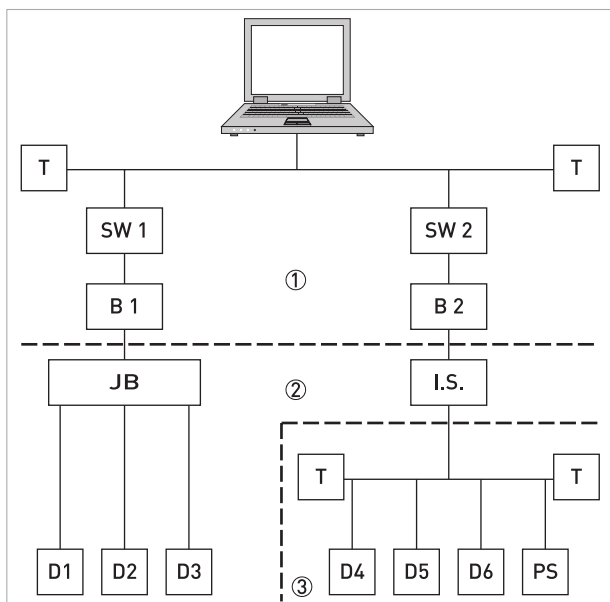 T T
SW 1 SW 2
①
B 1 B 2
JB ② I.S.
T T
D1 D2 D3 ③ D4 D5 D6 PS